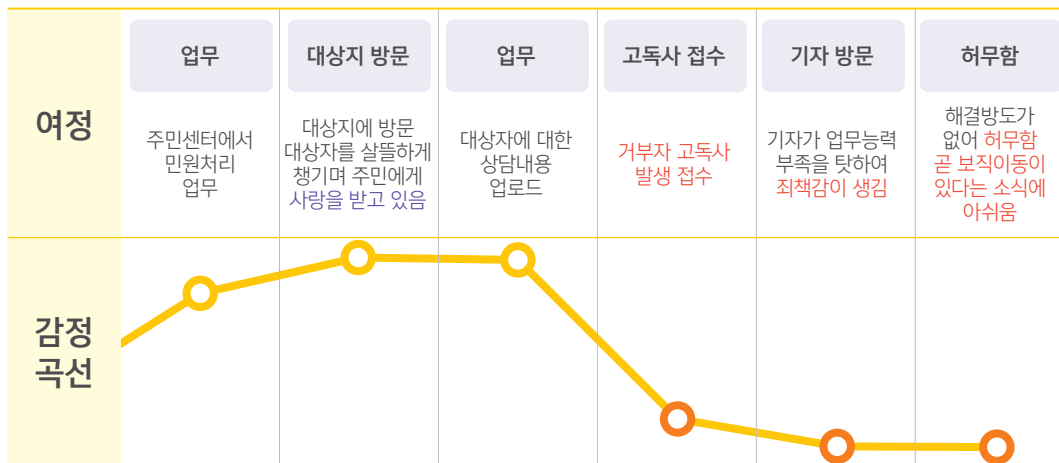 여정
업무
주민센터에서
민원처리
업무
대상지 방문
대상지에 방문
대상자를 살뜰하게
챙기며 주민에게
사랑을 받고 있음
업무
대상자에 대한
상담내용
업로드
고독사 접수
거부자 고독사
발생 접수
기자 방문
기자가 업무능력
부족을 탓하여
죄책감이 생김
허무함
해결방도가
없어 허무함
곧 보직이동이
있다는 소식에
아쉬움
감정
곡선